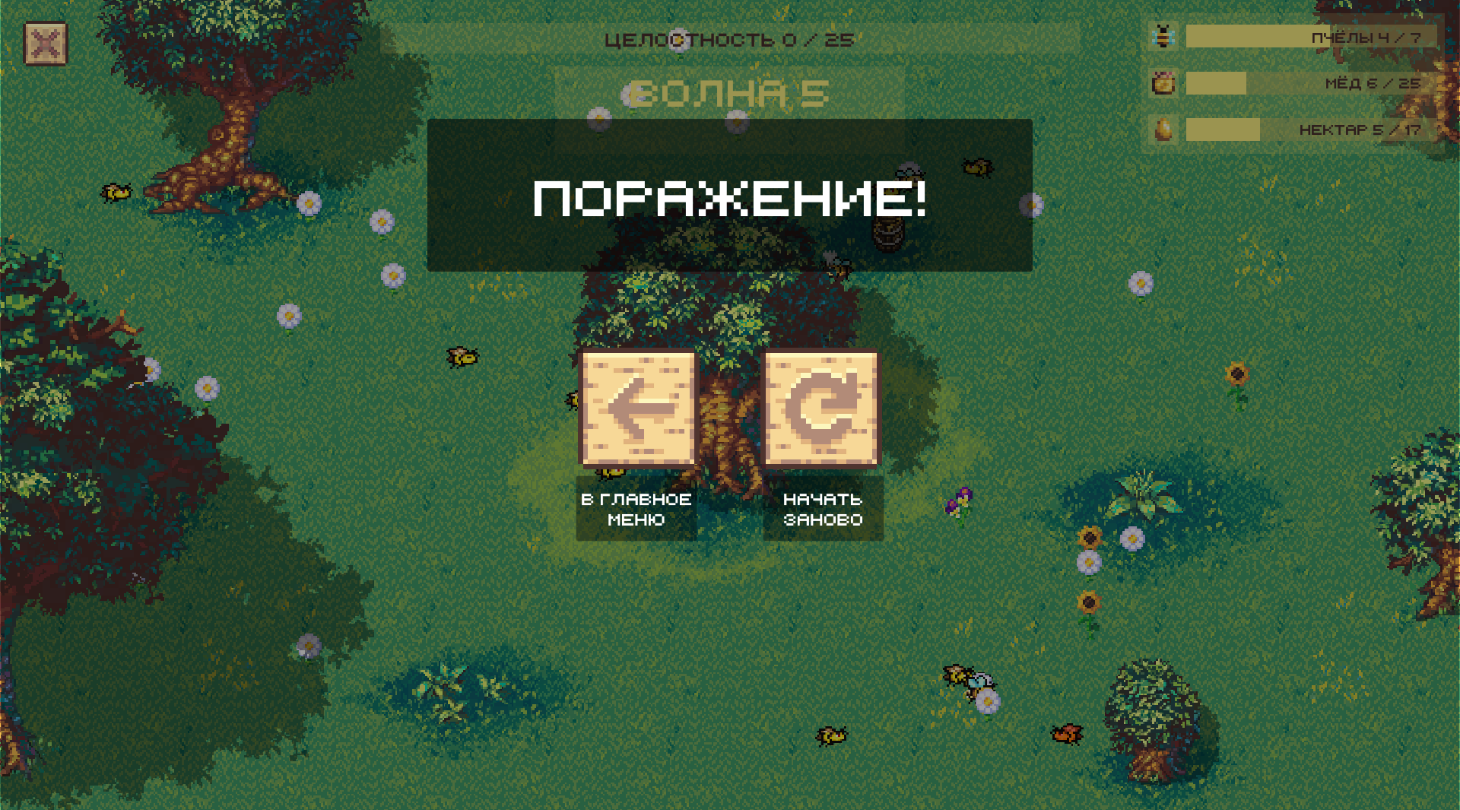 ЦЕЛОСТНОСТЬ 0 / 25
ПЧЁЛЫ 4 / 7
ВОЛНА 5
МЁД 6 / 25
НЕКТАР 5 / 17
ПОРАЖЕНИЕ!
В ГЛАВНОЕ
МЕНЮ
НАЧАТЬ
ЗАНОВО